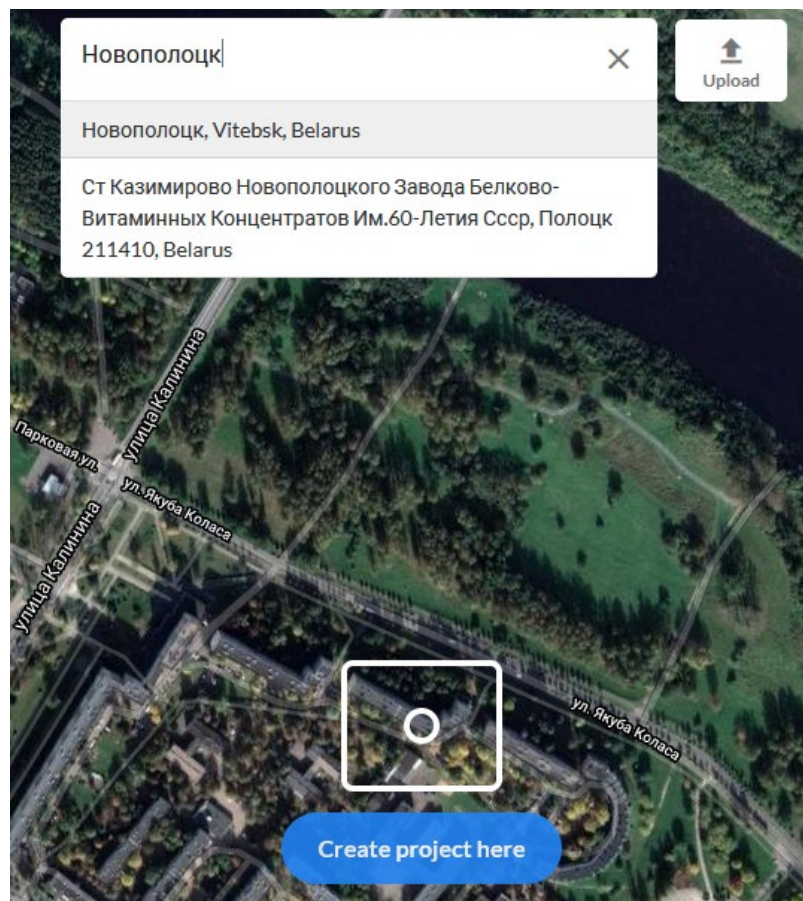 Новополоцк
Upload
Новополоцк, Vitebsk, Belarus
Ст Казимирово Новополоцкого Завода Белково-
Витаминных Концентратов Им.60-Летия Ссср, Полоцк
211410, Belarus
улица Калинина
Парковая ул.
ул. Якуба Коласа
улица Калинина
ул. Якуба Коласа
Create project here